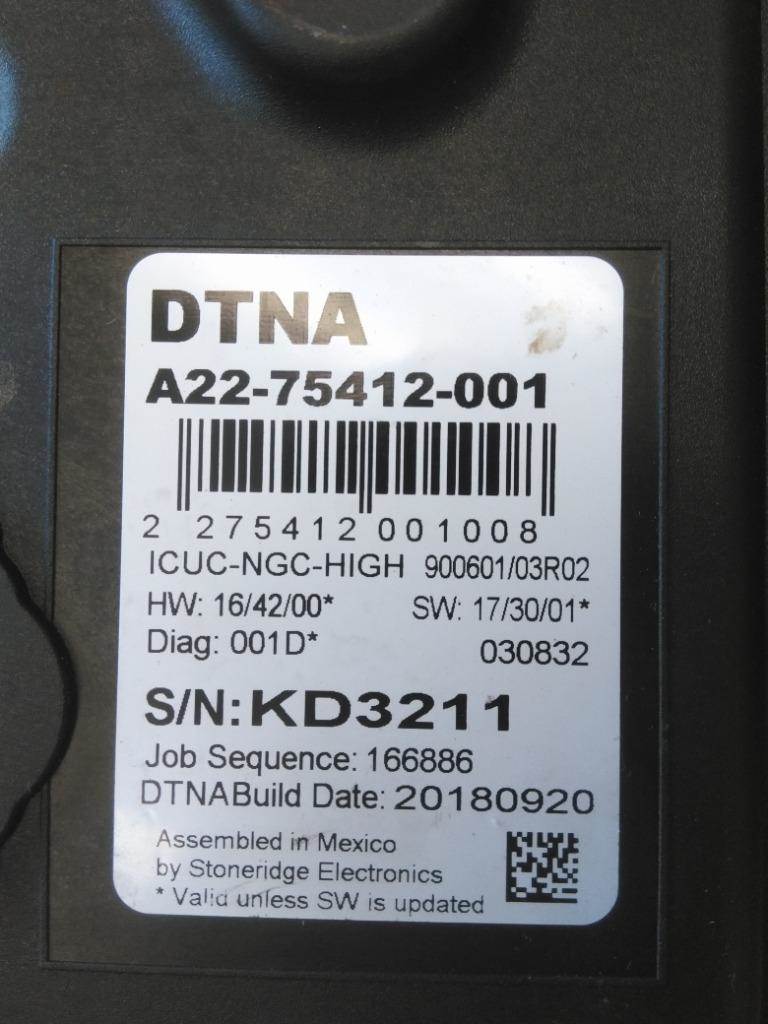 DTNA
A22-75412-001
2 275412 001008
ICUC-NGC-HIGH 900601/03R02
HW: 16/42/00* SW: 17/30/01*
Diag: 001D* 030832
S/N: KD3211
Job Sequence: 166886
DTNABuild Date: 20180920
Assembled in Mexico
by Stoneridge Electronics
* Valid unless SW is updated